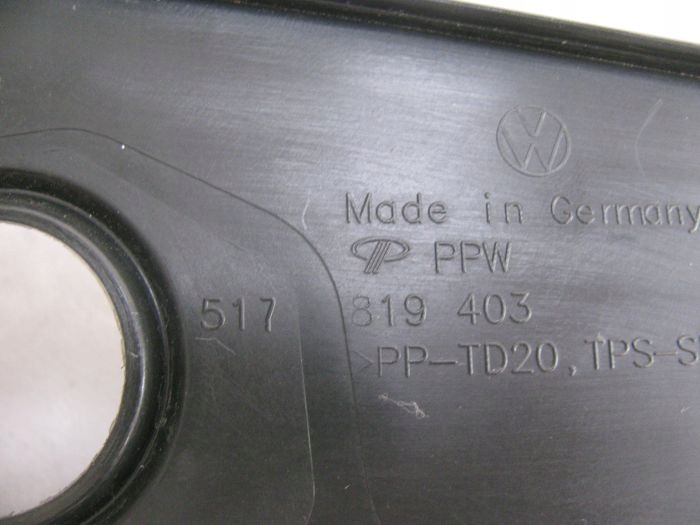 Made in Germany
PPW
517 819 403
>PP-TD20, TPS-S